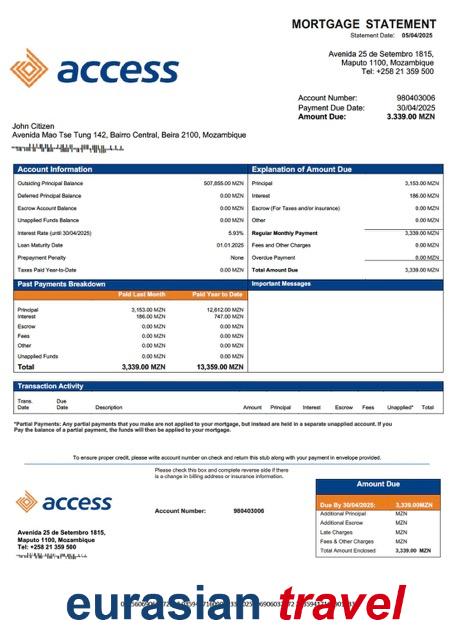 MORTGAGE STATEMENT
Statement Date: 05/04/2025
access
Avenida 25 de Setembro 1815,
Maputo 1100, Mozambique
Tel: +258 21 359 500
Account Number: 980403006
Payment Due Date: 30/04/2025
Amount Due: 3.339.00 MZN
John Citizen
Avenida Mao Tse Tung 142, Bairro Central, Beira 2100, Mozambique
Account Information
Outsiding Principal Balance 507,855.00 MZN
Deferred Principal Balance 0.00 MZN
Escrow Account Balance 0.00 MZN
Unapplied Funds Balance 0.00 MZN
Interest Rate (until 30/04/2025) 5.93%
Loan Maturity Date 01.01.2025
Prepayment Penalty None
Taxes Paid Year-to-Date 0.00 MZN
Explanation of Amount Due
Principal 3,153.00 MZN
Interest 186.00 MZN
Escrow (For Taxes and/or insurance) 0.00 MZN
Other 0.00 MZN
Regular Monthly Payment 3,339.00 MZN
Fees and Other Charges 0.00 MZN
Overdue Payment 0.00 MZN
Total Amount Due 3,339.00 MZN
Past Payments Breakdown
Paid Last Month Paid Year to Date
Principal 3,153.00 MZN 12,612.00 MZN
Interest 186.00 MZN 747.00 MZN
Escrow 0.00 MZN 0.00 MZN
Fees 0.00 MZN 0.00 MZN
Other 0.00 MZN 0.00 MZN
Unapplied Funds 0.00 MZN 0.00 MZN
Total 3,339.00 MZN 13,359.00 MZN
Important Messages
Transaction Activity
Trans. Date Due Date Description Amount Principal Interest Escrow Fees Unapplied* Total
*Partial Payments: Any partial payments that you make are not applied to your mortgage, but instead are held in a separate unapplied account. If you
Pay the balance of a partial payment, the funds will then be applied to your mortgage.
To ensure proper credit, please write account number on check and return this stub along with your payment in envelope provided.
Please check this box and complete reverse side if there
is a change in billing address or insurance information.
access
Account Number: 980403006
Avenida 25 de Setembro 1815,
Maputo 1100, Mozambique
Tel: +258 21 359 500
Amount Due
Due By 30/04/2025: 3,339.00MZN
Additional Principal MZN
Additional Escrow MZN
Late Charges MZN
Fees & Other Charges MZN
Total Amount Enclosed 3,339.00 MZN
eurasian travel